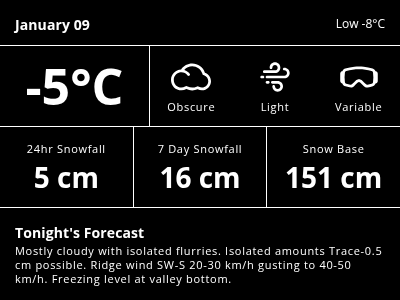 January 09
Low -8°C
-5°C
Obscure
Light
Variable
24hr Snowfall
7 Day Snowfall
Snow Base
5 cm
16 cm
151 cm
Tonight's Forecast
Mostly cloudy with isolated flurries. Isolated amounts Trace-0.5
cm possible. Ridge wind SW-S 20-30 km/h gusting to 40-50
km/h. Freezing level at valley bottom.